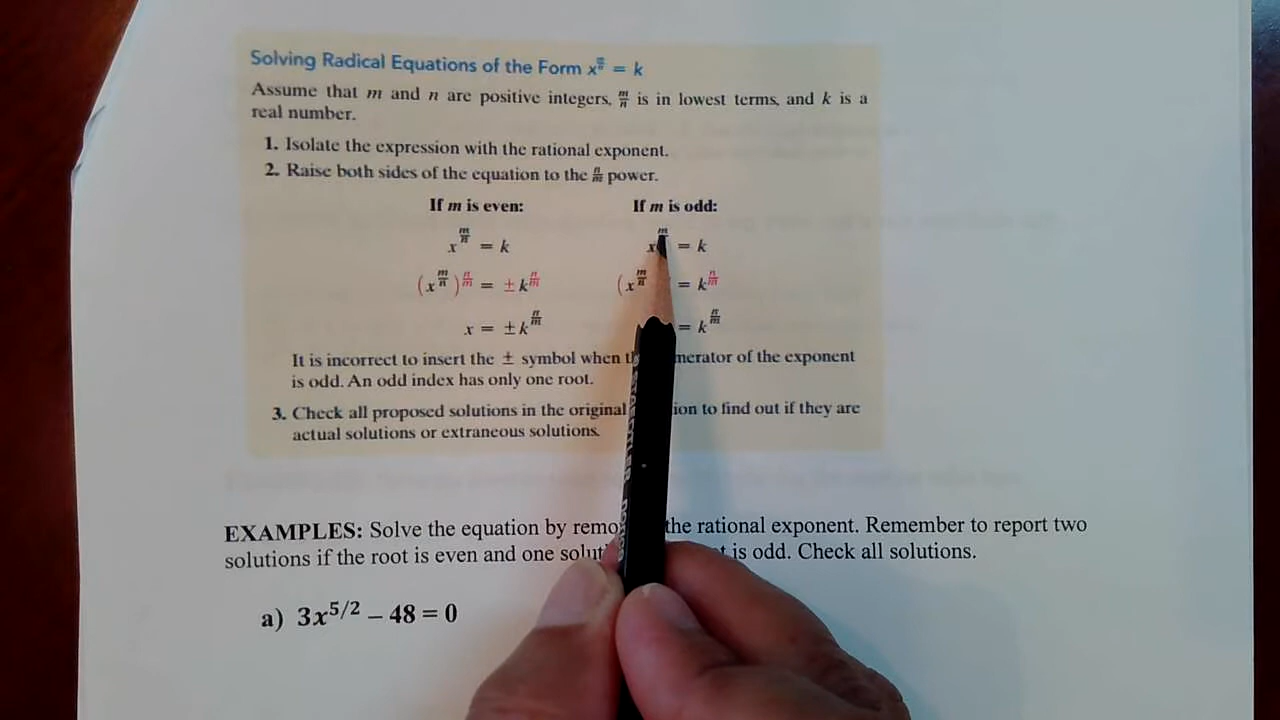 Solving Radical Equations of the Form x^(m/n) = k
Assume that m and n are positive integers, m/n is in lowest terms, and k is a
real number.
1. Isolate the expression with the rational exponent.
2. Raise both sides of the equation to the n/m power.
If m is even: If m is odd:
x^(m/n) = k x^m = k
(x^(m/n))^(n/m) = ±k^(n/m) (x^(m/n) = k^(n/m)
x = ±k^(n/m) = k^(n/m)
It is incorrect to insert the ± symbol when of the exponent
is odd. An odd index has only one root.
3. Check all proposed solutions in the original to find out if they are
actual solutions or extraneous solutions.
EXAMPLES: Solve the equation by the rational exponent. Remember to report two
solutions if the root is even and one is odd. Check all solutions.
a) 3x^(5/2) – 48 = 0